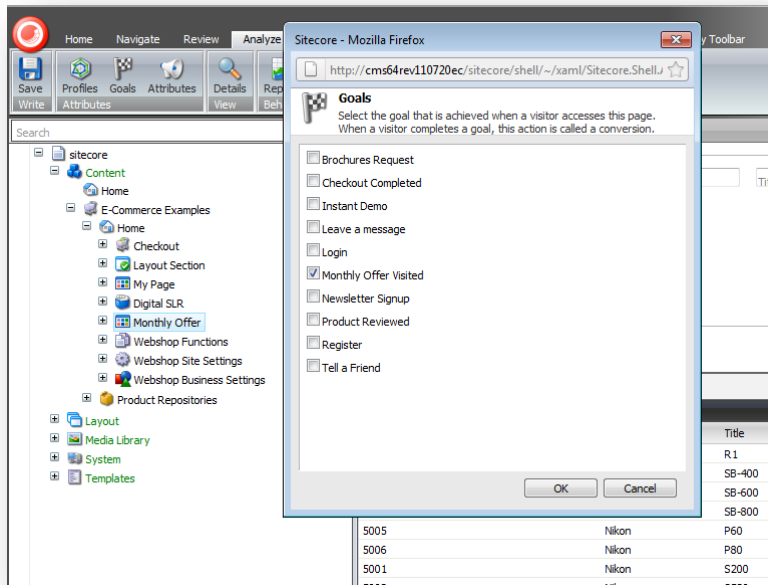 Home Navigate Review Analyze
y Toolbar
Save Profiles Goals Attributes Details Rep
Write Attributes View Beh
Search
sitecore
Content
Home
E-Commerce Examples
Home
Checkout
Layout Section
My Page
Digital SLR
Monthly Offer
Webshop Functions
Webshop Site Settings
Webshop Business Settings
Product Repositories
Layout
Media Library
System
Templates
Sitecore - Mozilla Firefox
http://cms64rev110720ec/sitecore/shell/~/xaml/Sitecore.Shell.
Goals
Select the goal that is achieved when a visitor accesses this page.
When a visitor completes a goal, this action is called a conversion.
Brochures Request
Checkout Completed
Instant Demo
Leave a message
Login
Monthly Offer Visited
Newsletter Signup
Product Reviewed
Register
Tell a Friend
OK Cancel
Ti
Title
R1
SB-400
SB-600
SB-800
5005 Nikon P60
5006 Nikon P80
5001 Nikon S200